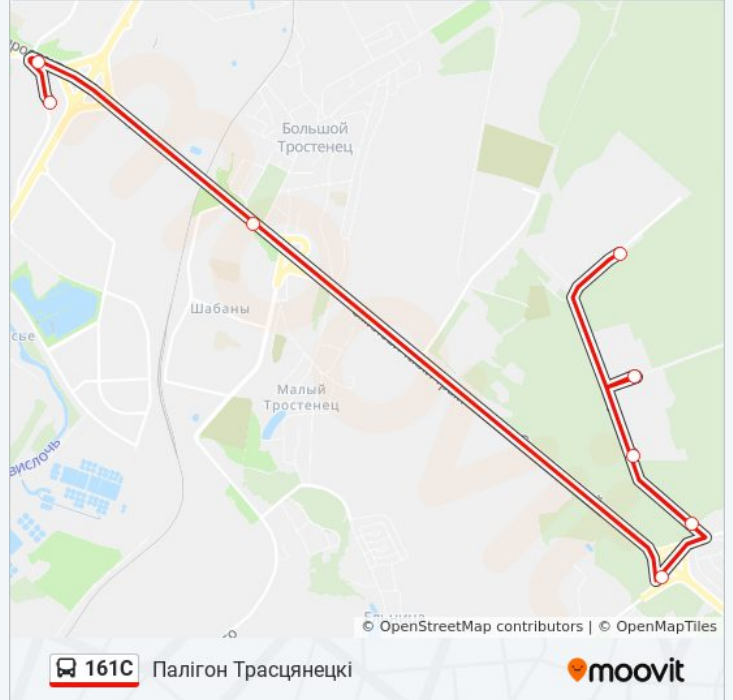 Большой
Тростенец
Шабаны
Малый
Тростенец
© OpenStreetMap contributors | © OpenMapTiles
161С Палігон Трасцянецкі
moovit